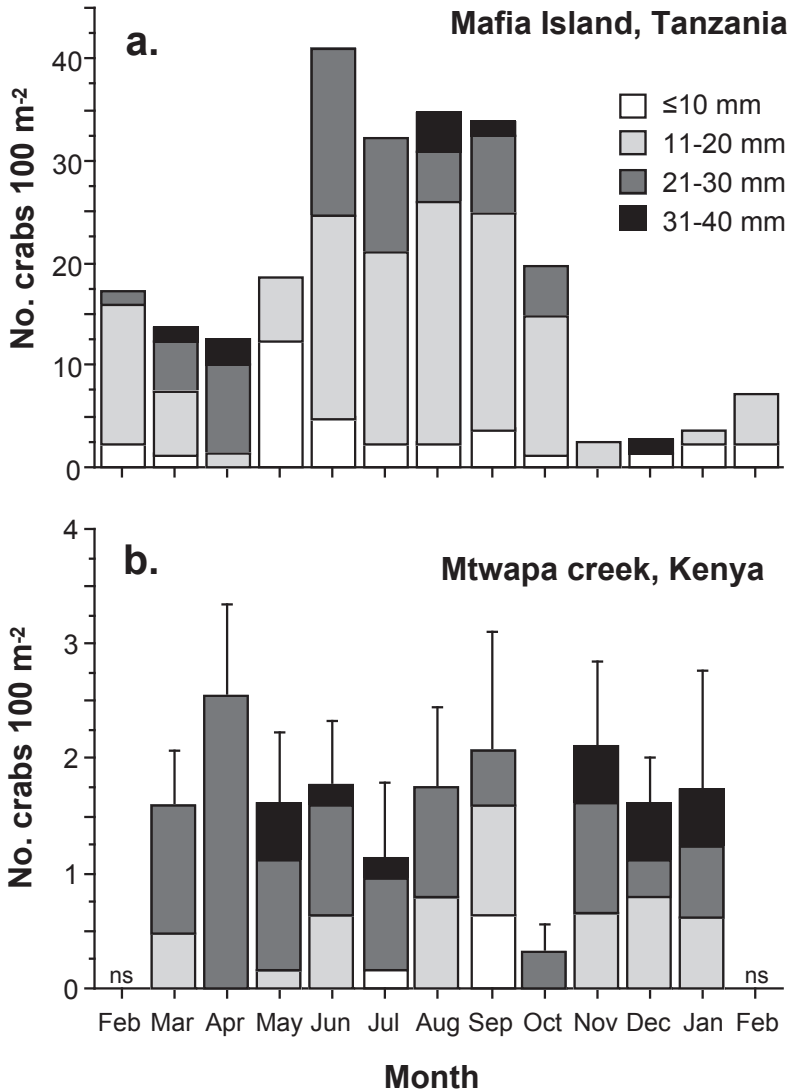 a.
Mafia Island, Tanzania
≤10 mm
11-20 mm
21-30 mm
31-40 mm
No. crabs 100 m-2
40
30
20
10
0
b.
Mtwapa creek, Kenya
No. crabs 100 m-2
4
3
2
1
0
ns
ns
Feb Mar Apr May Jun Jul Aug Sep Oct Nov Dec Jan Feb
Month